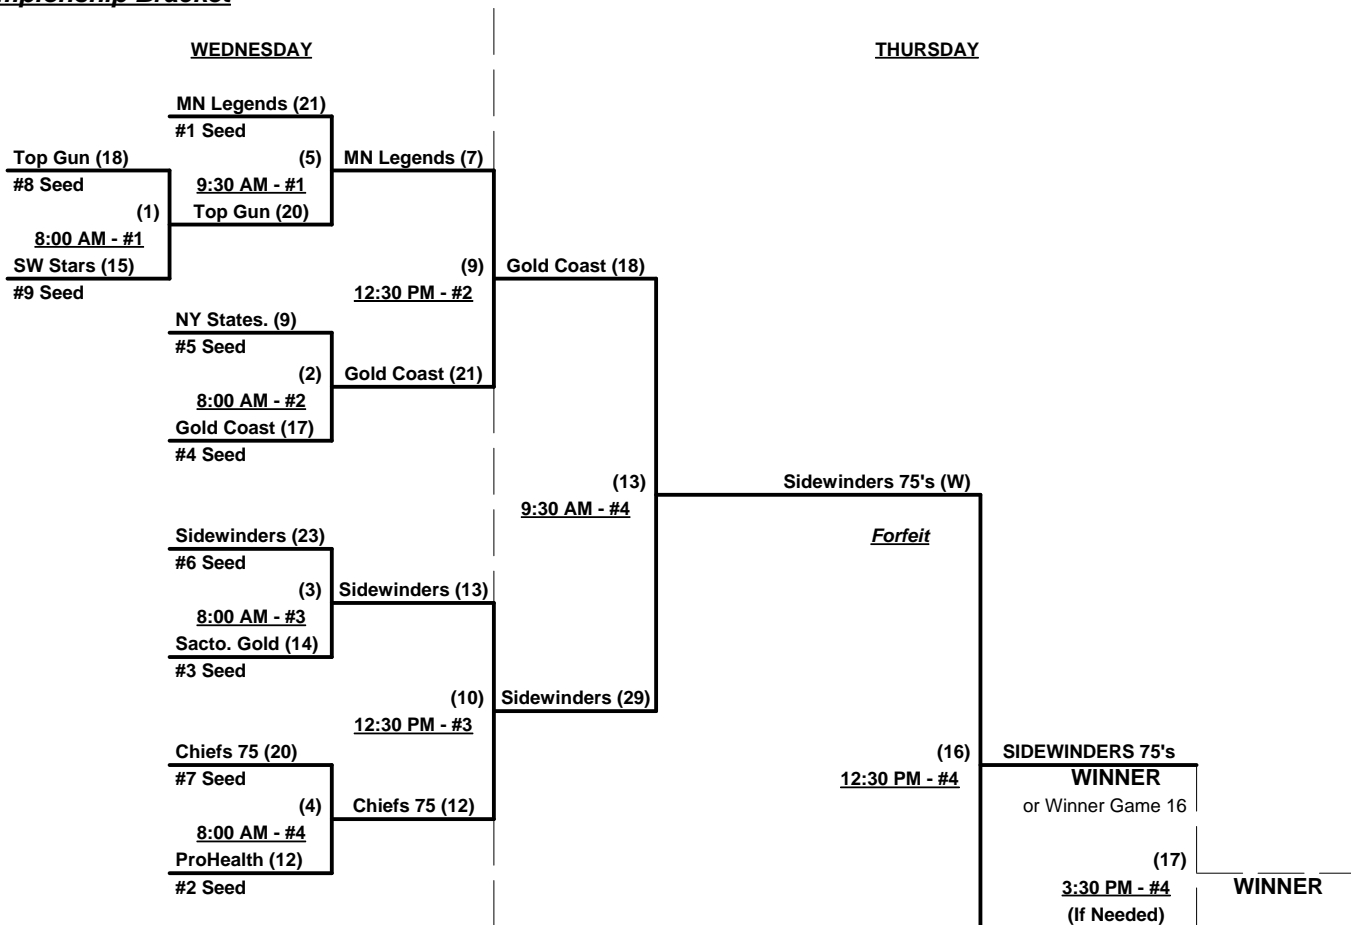 Bracket
WEDNESDAY
THURSDAY
MN Legends (21)
#1 Seed
Top Gun (18)
(5)
MN Legends (7)
#8 Seed
9:30 AM - #1
(1)
Top Gun (20)
8:00 AM - #1
SW Stars (15)
(9)
Gold Coast (18)
#9 Seed
12:30 PM - #2
NY States. (9)
#5 Seed
(2)
Gold Coast (21)
8:00 AM - #2
Gold Coast (17)
#4 Seed
(13)
Sidewinders 75's (W)
9:30 AM - #4
Sidewinders (23)
Forfeit
#6 Seed
(3)
Sidewinders (13)
8:00 AM - #3
Sacto. Gold (14)
#3 Seed
(10)
Sidewinders (29)
12:30 PM - #3
Chiefs 75 (20)
(16)
SIDEWINDERS 75's
#7 Seed
12:30 PM - #4
WINNER
(4)
Chiefs 75 (12)
or Winner Game 16
8:00 AM - #4
ProHealth (12)
(17)
#2 Seed
3:30 PM - #4
WINNER
(If Needed)